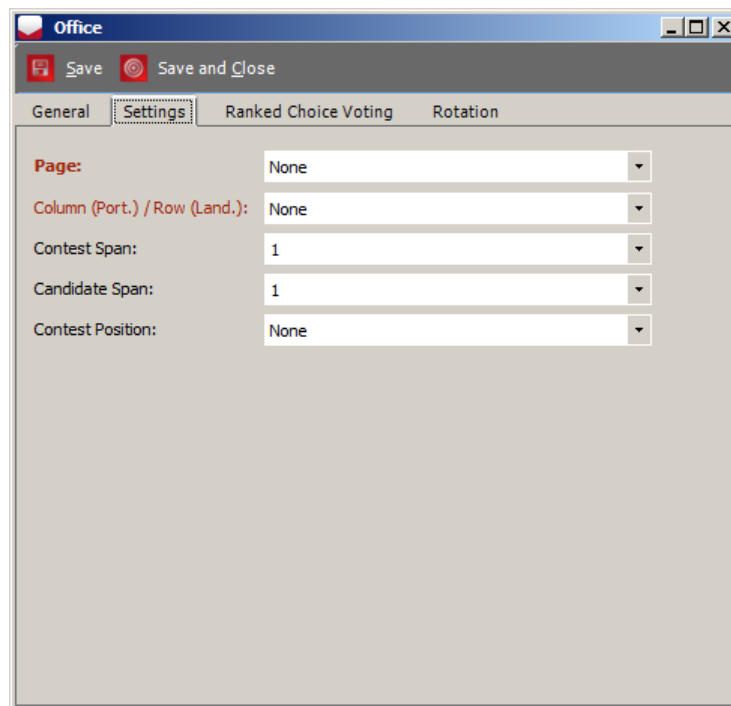 Office
Save Save and Close
General Settings Ranked Choice Voting Rotation
Page: None
Column (Port.) / Row (Land.): None
Contest Span: 1
Candidate Span: 1
Contest Position: None